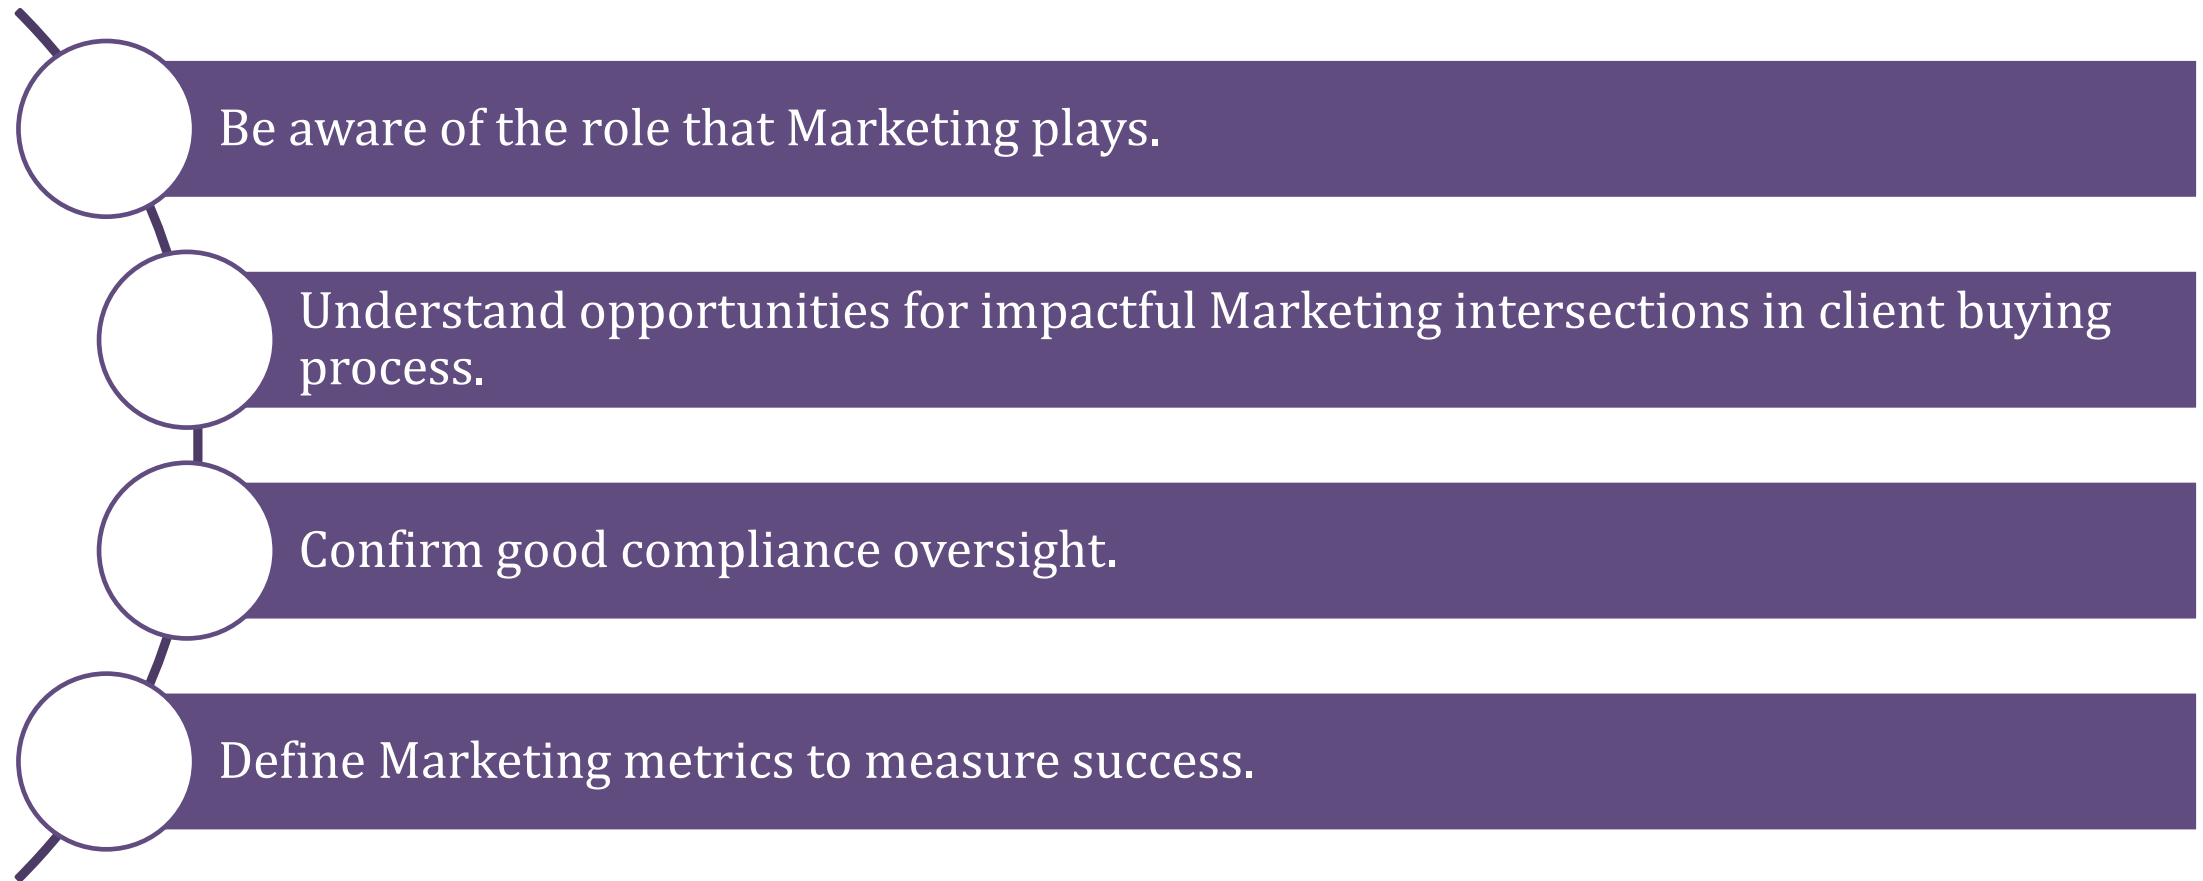 Be aware of the role that Marketing plays.
Understand opportunities for impactful Marketing intersections in client buying
process.
Confirm good compliance oversight.
Define Marketing metrics to measure success.